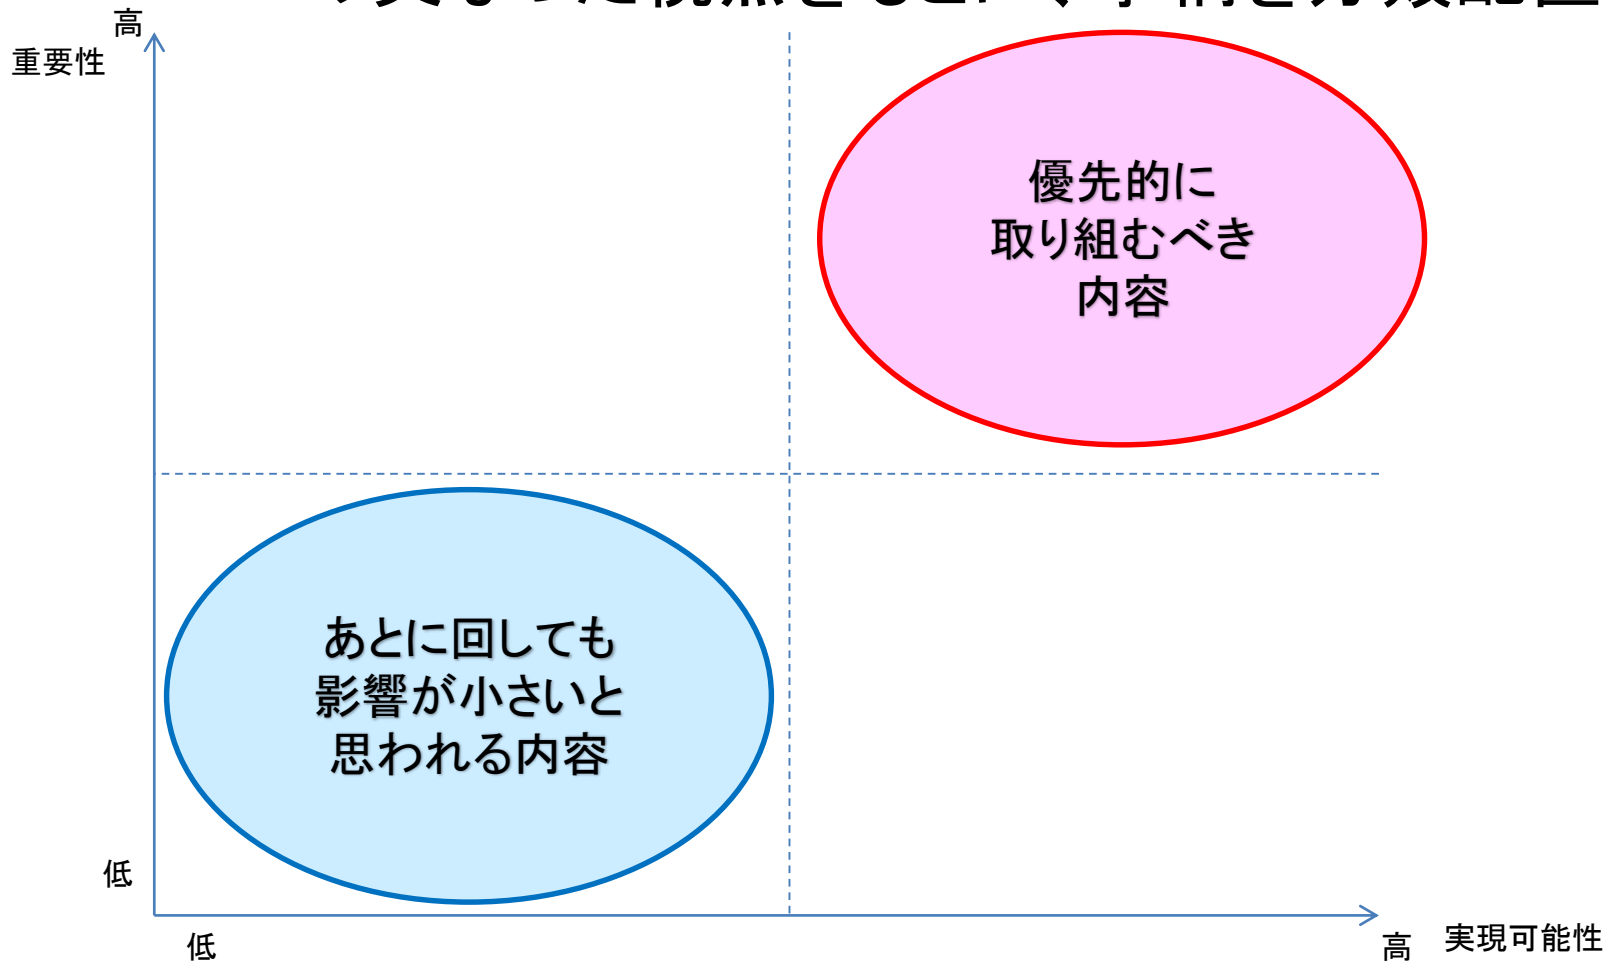 高
重要性
優先的に
取り組むべき
内容
あとに回しても
影響が小さいと
思われる内容
低
低
高
実現可能性